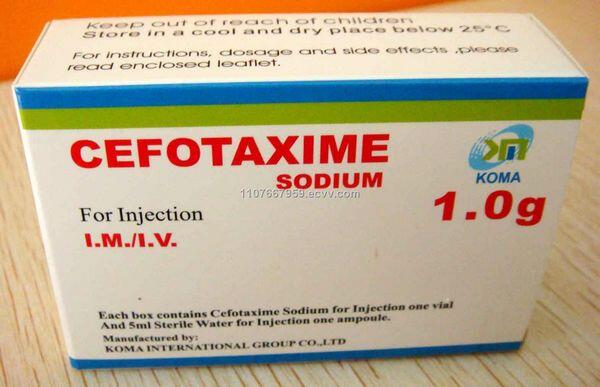 Keep out of reach of children
Store in a cool and dry place below 25°C
For instructions, dosage and side effects ,please
read enclosed leaflet.
CEFOTAXIME
SODIUM
KOMA
1107667959.ecvv.com
For Injection
1.0g
I.M./I.V.
Each box contains Cefotaxime Sodium for Injection one vial
And 5ml Sterile Water for Injection one ampoule.
Manufactured by:
KOMA INTERNATIONAL GROUP CO.,LTD